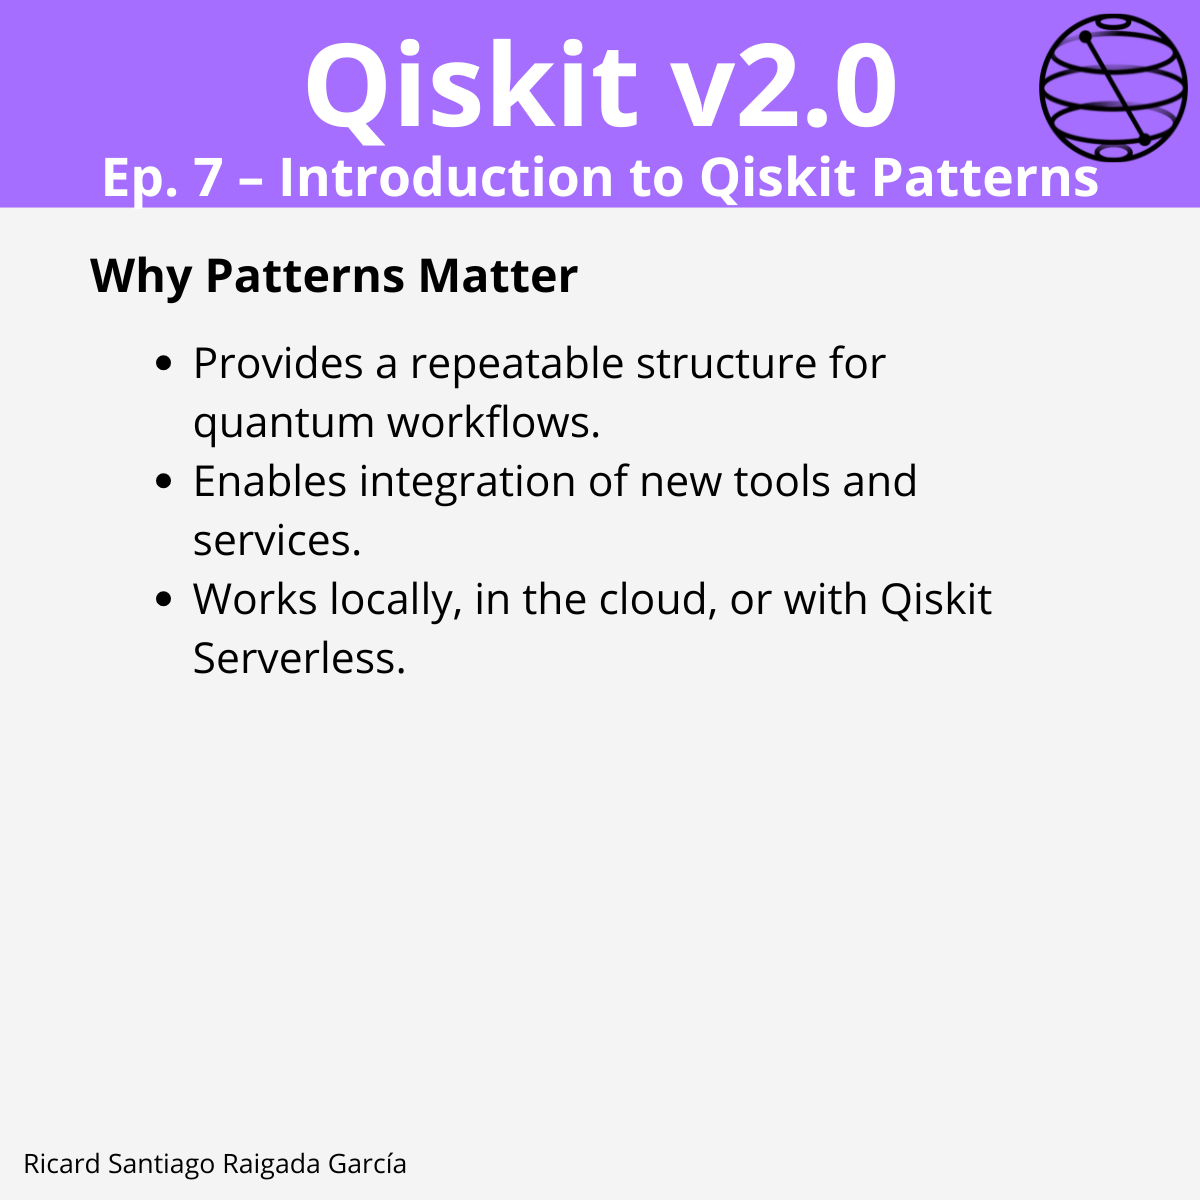 Qiskit v2.0
Ep. 7 – Introduction to Qiskit Patterns
Why Patterns Matter
• Provides a repeatable structure for
quantum workflows.
• Enables integration of new tools and
services.
• Works locally, in the cloud, or with Qiskit
Serverless.
Ricard Santiago Raigada García